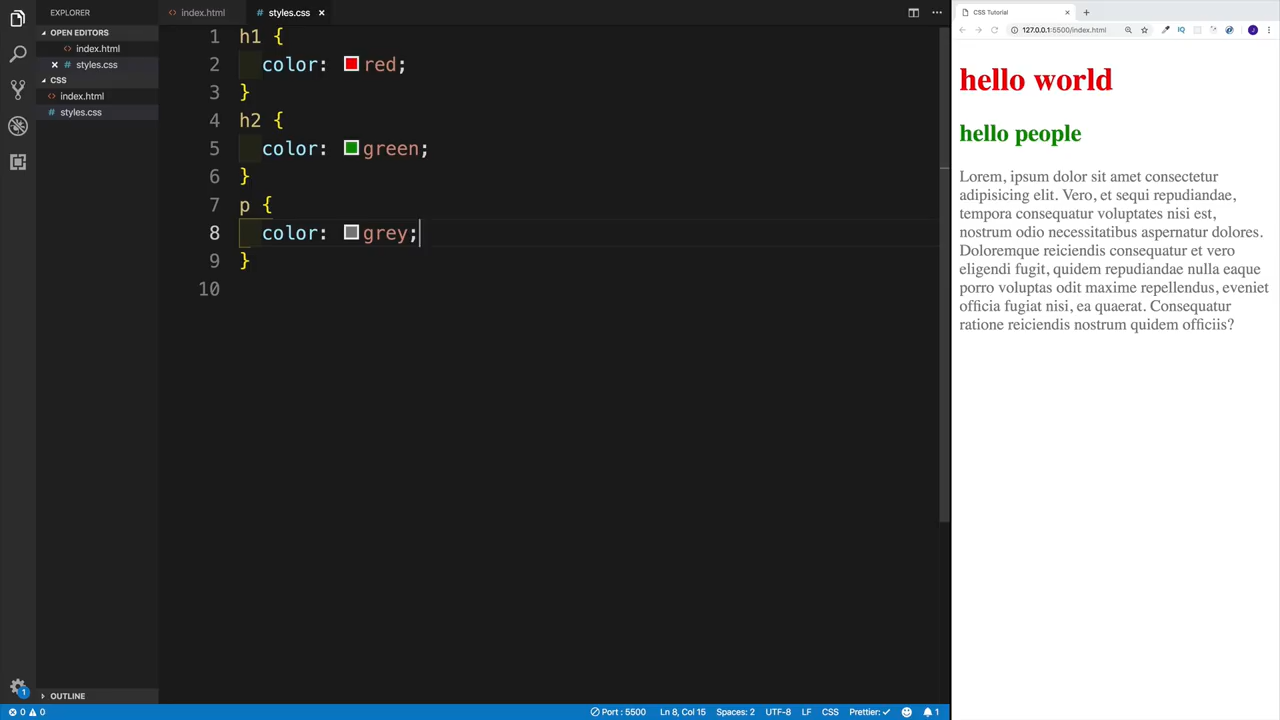 EXPLORER
OPEN EDITORS
index.html
styles.css
CSS
index.html
styles.css
OUTLINE
1
index.html
styles.css
1 h1 {
2 color: red;
3 }
4 h2 {
5 color: green;
6 }
7 p {
8 color: grey;
9 }
10
0 0
Port : 5500
Ln 8, Col 15
Spaces: 2
UTF-8
LF
CSS
Prettier: ✓
1
CSS Tutorial
127.0.0.1:5500/index.html
IQ
J
hello world
hello people
Lorem, ipsum dolor sit amet consectetur
adipisicing elit. Vero, et sequi repudiandae,
tempora consequatur voluptates nisi est,
nostrum odio necessitatibus aspernatur dolores.
Doloremque reiciendis consequatur et vero
eligendi fugit, quidem repudiandae nulla eaque
porro voluptas odit maxime repellendus, eveniet
officia fugiat nisi, ea quaerat. Consequatur
ratione reiciendis nostrum quidem officiis?